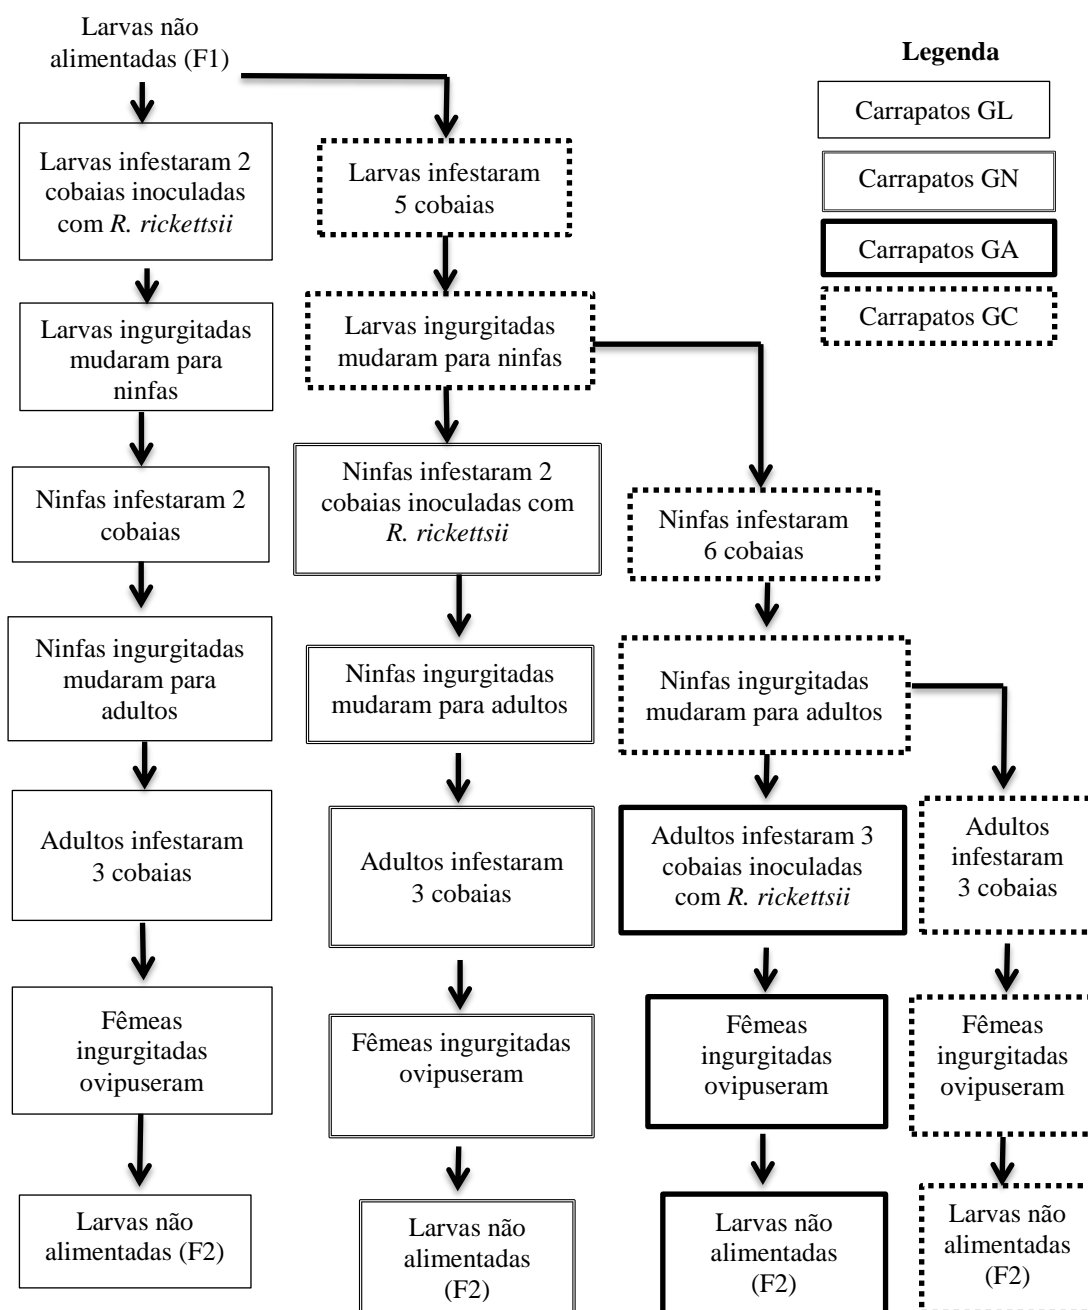 Larvas não
alimentadas (F1)
Legenda
Carrapatos GL
Carrapatos GN
Carrapatos GA
Carrapatos GC
Larvas infestaram 2
cobaias inoculadas
com R. rickettsii
Larvas ingurgitadas
mudaram para
ninfas
Ninfas infestaram 2
cobaias
Ninfas ingurgitadas
mudaram para
adultos
Adultos infestaram
3 cobaias
Fêmeas
ingurgitadas
ovipuseram
Larvas não
alimentadas (F2)
Larvas infestaram
5 cobaias
Larvas ingurgitadas
mudaram para ninfas
Ninfas infestaram 2
cobaias inoculadas com
R. rickettsii
Ninfas ingurgitadas
mudaram para adultos
Adultos infestaram
3 cobaias
Fêmeas ingurgitadas
ovipuseram
Larvas não
alimentadas
(F2)
Ninfas infestaram
6 cobaias
Ninfas ingurgitadas
mudaram para adultos
Adultos infestaram 3
cobaias inoculadas
com R. rickettsii
Fêmeas
ingurgitadas
ovipuseram
Larvas não
alimentadas
(F2)
Adultos
infestaram
3 cobaias
Fêmeas
ingurgitadas
ovipuseram
Larvas não
alimentadas
(F2)